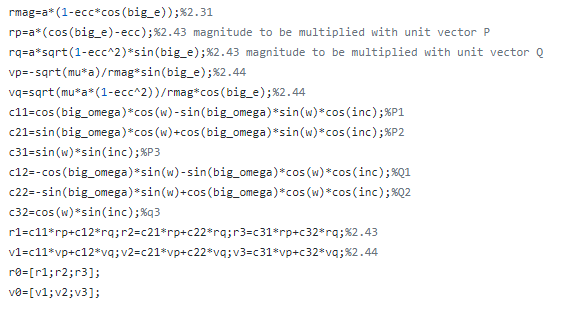 rmag=a*(1-ecc*cos(big_e));%2.31
rp=a*(cos(big_e)-ecc);%2.43 magnitude to be multiplied with unit vector P
rq=a*sqrt(1-ecc^2)*sin(big_e);%2.43 magnitude to be multiplied with unit vector Q
vp=-sqrt(mu*a)/rmag*sin(big_e);%2.44
vq=sqrt(mu*a*(1-ecc^2))/rmag*cos(big_e);%2.44
c11=cos(big_omega)*cos(w)-sin(big_omega)*sin(w)*cos(inc);%P1
c21=sin(big_omega)*cos(w)+cos(big_omega)*sin(w)*cos(inc);%P2
c31=sin(w)*sin(inc);%P3
c12=-cos(big_omega)*sin(w)-sin(big_omega)*cos(w)*cos(inc);%Q1
c22=-sin(big_omega)*sin(w)+cos(big_omega)*cos(w)*cos(inc);%Q2
c32=cos(w)*sin(inc);%q3
r1=c11*rp+c12*rq;r2=c21*rp+c22*rq;r3=c31*rp+c32*rq;%2.43
v1=c11*vp+c12*vq;v2=c21*vp+c22*vq;v3=c31*vp+c32*vq;%2.44
r0=[r1;r2;r3];
v0=[v1;v2;v3];